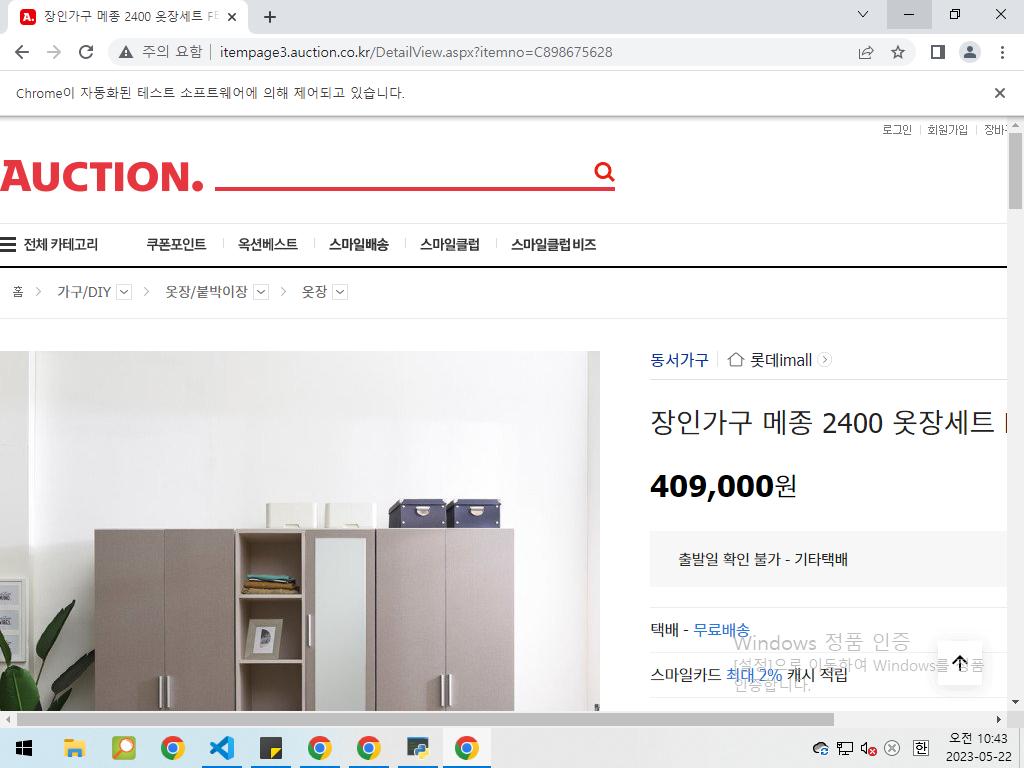 장인가구 메종 2400 옷장세트
주의 요함 itempage3.auction.co.kr/DetailView.aspx?itemno=C898675628
Chrome이 자동화된 테스트 소프트웨어에 의해 제어되고 있습니다.
로그인 회원가입
AUCTION.
전체 카테고리 쿠폰포인트 옥션베스트 스마일배송 스마일클럽 스마일클럽 비즈
홈 가구/DIY 옷장/붙박이장 옷장
동서가구 롯데imall
장인가구 메종 2400 옷장세트
409,000원
출발일 확인 불가 - 기타택배
택배 - 무료배송
Windows 정품 인증
[설정]으로 이동하여 Windows를 정품
인증합니다.
스마일카드 최대 2% 캐시 적립
한
오전 10:43
2023-05-22